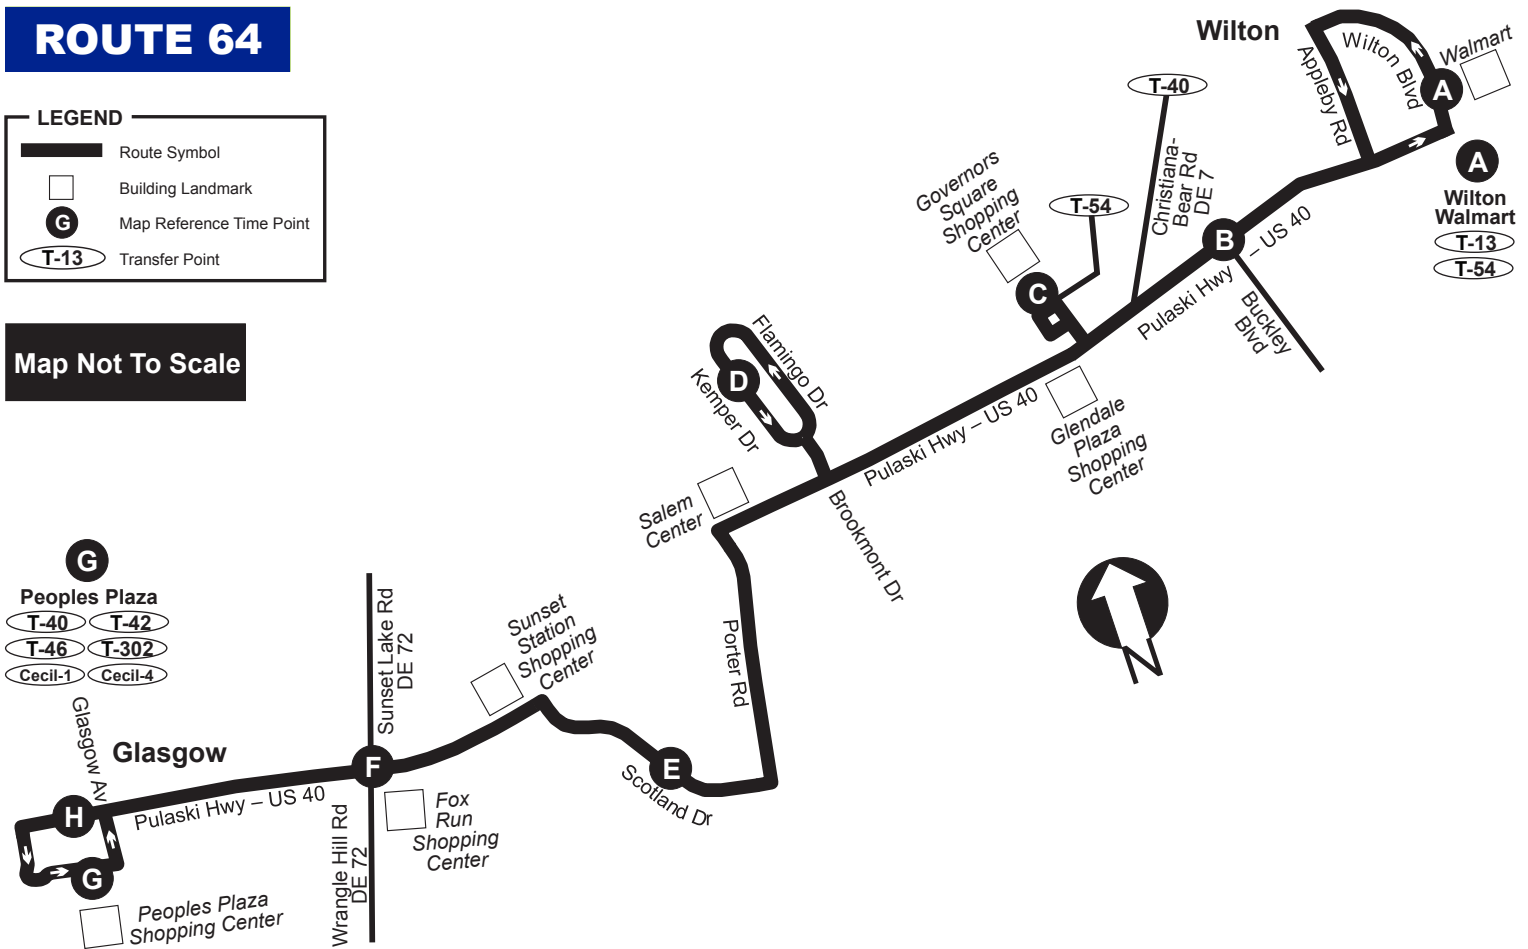 ROUTE 64
LEGEND
Route Symbol
Building Landmark
G
Map Reference Time Point
T-13
Transfer Point
Map Not To Scale
Wilton
Wilton Blvd
Appleby Rd
Walmart
A
A
Wilton
Walmart
T-13
T-54
T-40
Christiana-
Bear Rd
DE 7
T-54
Governors
Square
Shopping
Center
C
B
Pulaski Hwy – US 40
Buckley
Blvd
Flamingo Dr
D
Kemper Dr
Pulaski Hwy – US 40
Glendale
Plaza
Shopping
Center
Salem
Center
Brookmont Dr
Porter Rd
Sunset
Station
Shopping
Center
E
Scotland Dr
Sunset Lake Rd
DE 72
F
Wrangle Hill Rd
DE 72
Fox
Run
Shopping
Center
G
Peoples Plaza
T-40
T-42
T-46
T-302
Cecil-1
Cecil-4
Glasgow Av
Glasgow
H
Pulaski Hwy – US 40
G
Peoples Plaza
Shopping Center
N